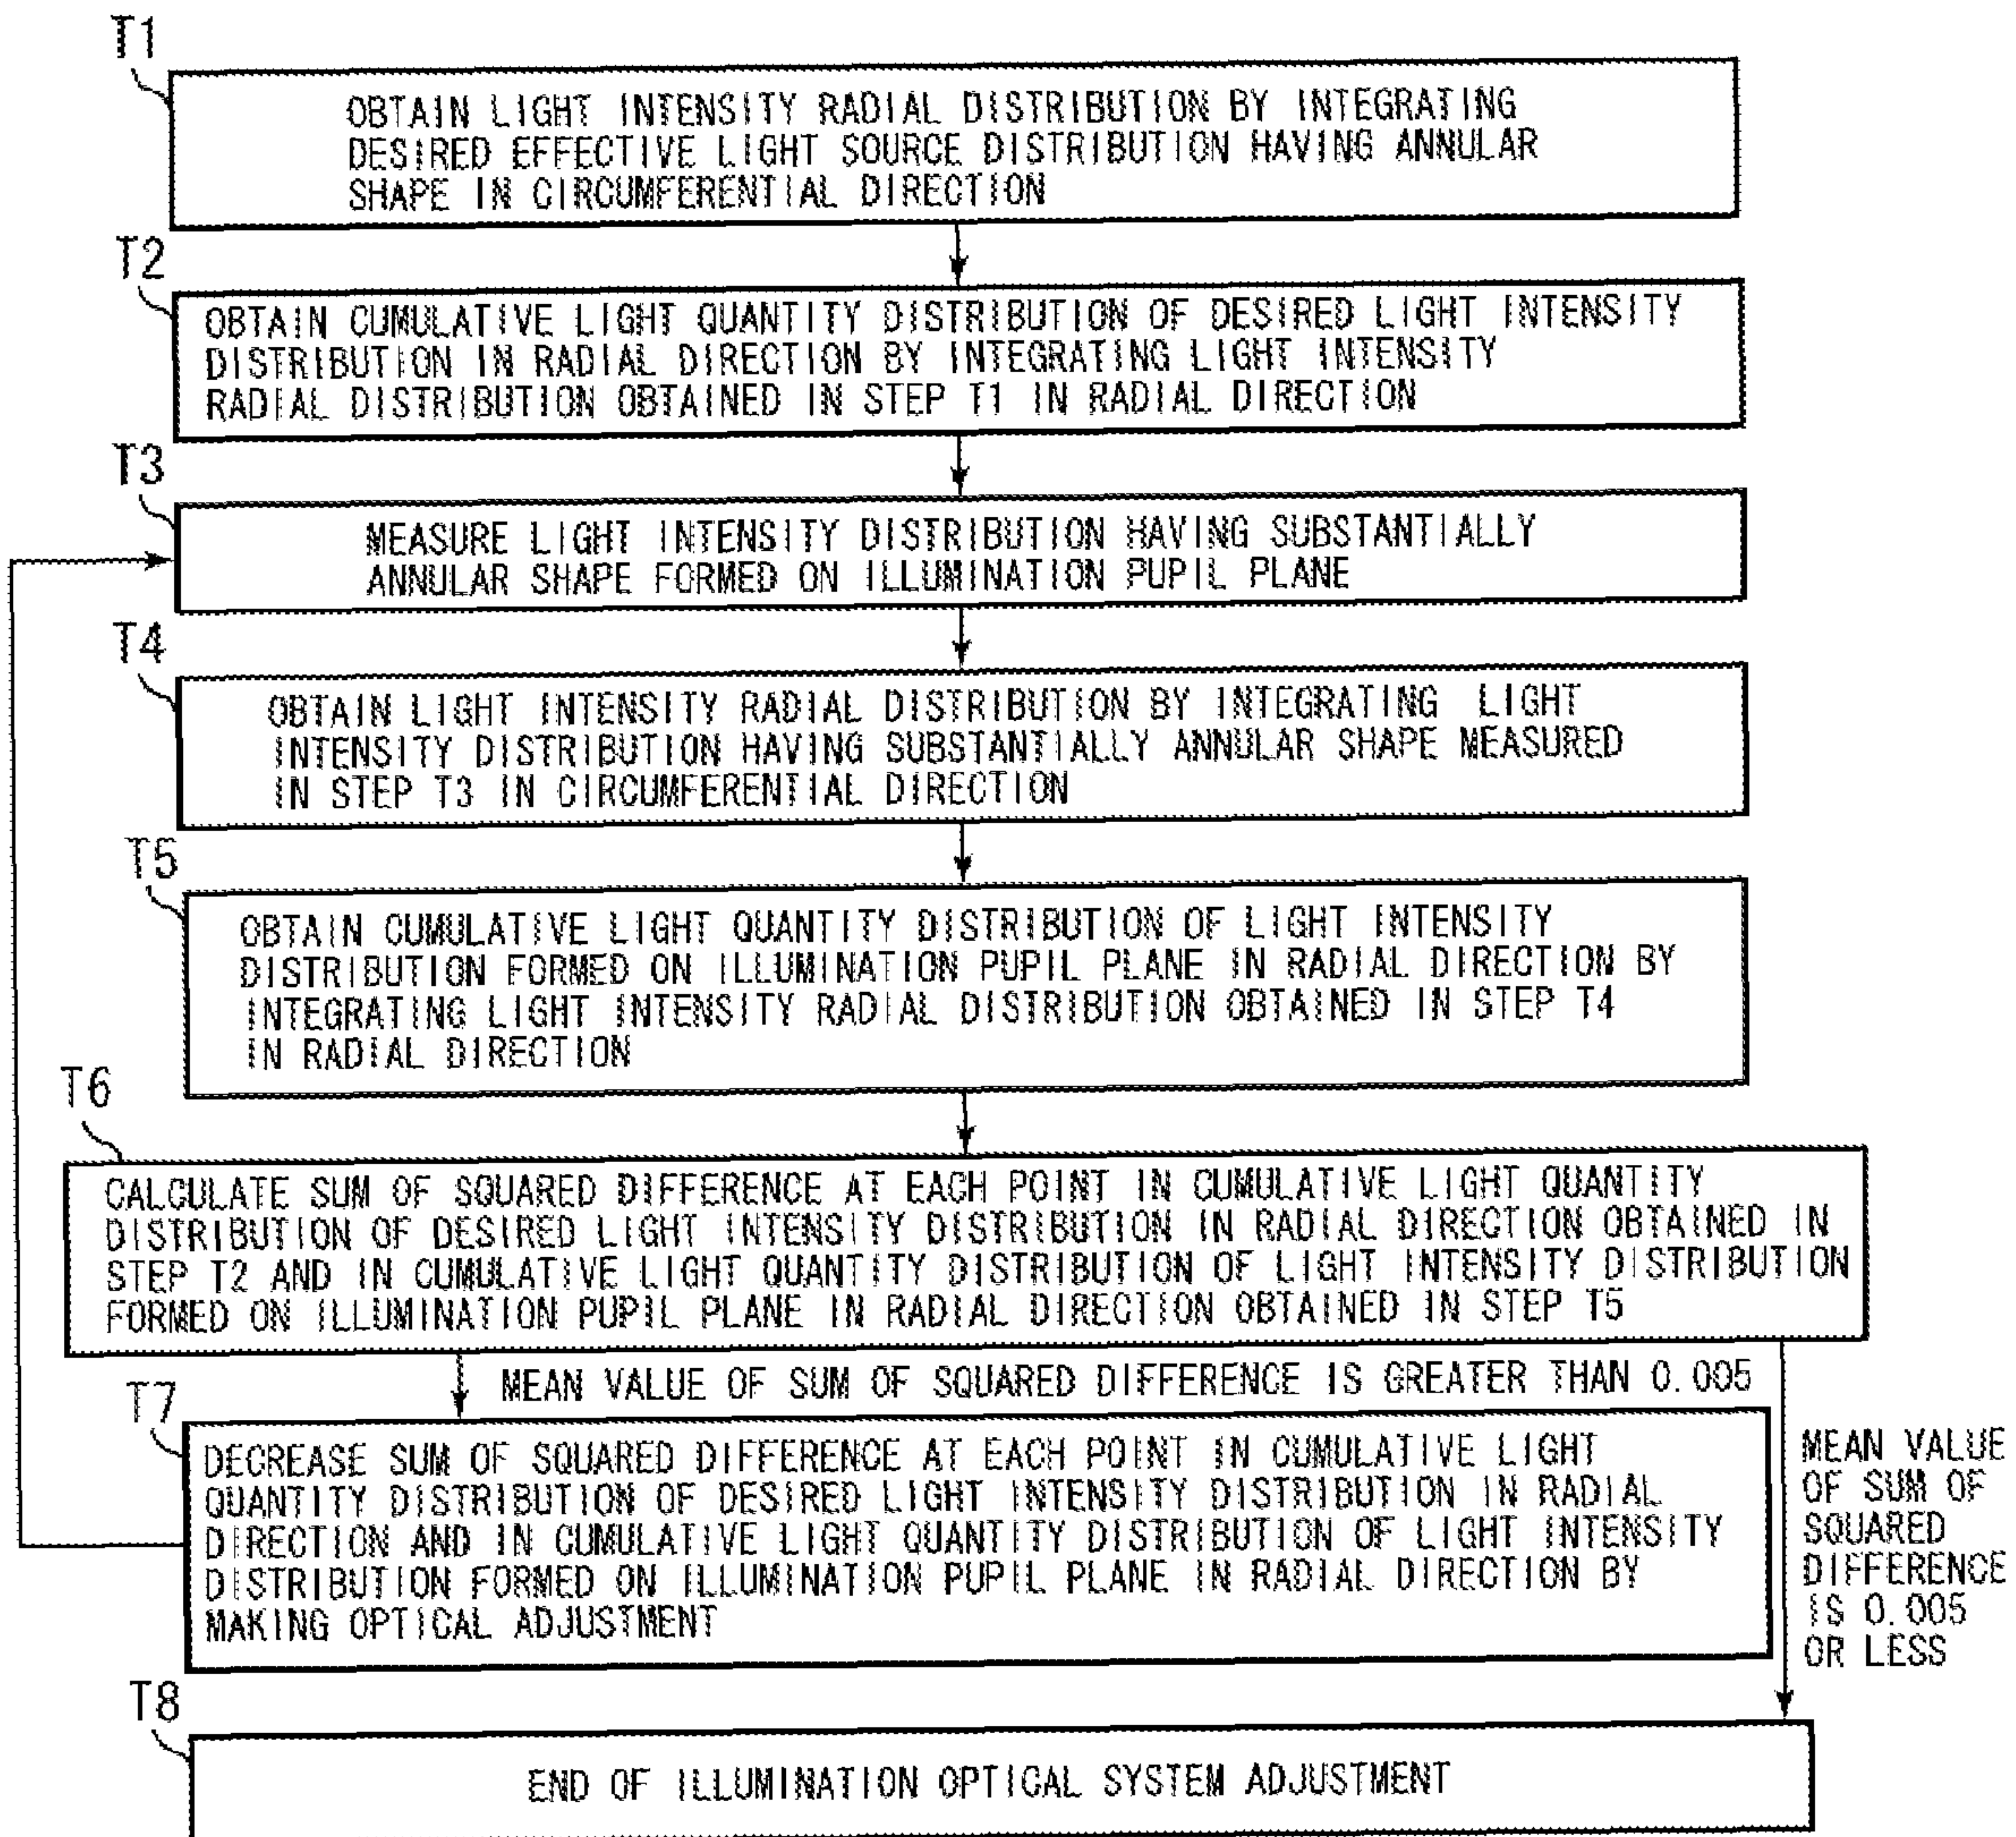 T1
OBTAIN LIGHT INTENSITY RADIAL DISTRIBUTION BY INTEGRATING
DESIRED EFFECTIVE LIGHT SOURCE DISTRIBUTION HAVING ANNULAR
SHAPE IN CIRCUMFERENTIAL DIRECTION
T2
OBTAIN CUMULATIVE LIGHT QUANTITY DISTRIBUTION OF DESIRED LIGHT INTENSITY
DISTRIBUTION IN RADIAL DIRECTION BY INTEGRATING LIGHT INTENSITY
RADIAL DISTRIBUTION OBTAINED IN STEP T1 IN RADIAL DIRECTION
T3
MEASURE LIGHT INTENSITY DISTRIBUTION HAVING SUBSTANTIALLY
ANNULAR SHAPE FORMED ON ILLUMINATION PUPIL PLANE
T4
OBTAIN LIGHT INTENSITY RADIAL DISTRIBUTION BY INTEGRATING LIGHT
INTENSITY DISTRIBUTION HAVING SUBSTANTIALLY ANNULAR SHAPE MEASURED
IN STEP T3 IN CIRCUMFERENTIAL DIRECTION
T5
OBTAIN CUMULATIVE LIGHT QUANTITY DISTRIBUTION OF LIGHT INTENSITY
DISTRIBUTION FORMED ON ILLUMINATION PUPIL PLANE IN RADIAL DIRECTION BY
INTEGRATING LIGHT INTENSITY RADIAL DISTRIBUTION OBTAINED IN STEP T4
IN RADIAL DIRECTION
T6
CALCULATE SUM OF SQUARED DIFFERENCE AT EACH POINT IN CUMULATIVE LIGHT QUANTITY
DISTRIBUTION OF DESIRED LIGHT INTENSITY DISTRIBUTION IN RADIAL DIRECTION OBTAINED IN
STEP T2 AND IN CUMULATIVE LIGHT QUANTITY DISTRIBUTION OF LIGHT INTENSITY DISTRIBUTION
FORMED ON ILLUMINATION PUPIL PLANE IN RADIAL DIRECTION OBTAINED IN STEP T5
MEAN VALUE OF SUM OF SQUARED DIFFERENCE IS GREATER THAN 0.005
T7
DECREASE SUM OF SQUARED DIFFERENCE AT EACH POINT IN CUMULATIVE LIGHT
QUANTITY DISTRIBUTION OF DESIRED LIGHT INTENSITY DISTRIBUTION IN RADIAL
DIRECTION AND IN CUMULATIVE LIGHT QUANTITY DISTRIBUTION OF LIGHT INTENSITY
DISTRIBUTION FORMED ON ILLUMINATION PUPIL PLANE IN RADIAL DIRECTION BY
MAKING OPTICAL ADJUSTMENT
MEAN VALUE
OF SUM OF
SQUARED
DIFFERENCE
IS 0.005
OR LESS
T8
END OF ILLUMINATION OPTICAL SYSTEM ADJUSTMENT